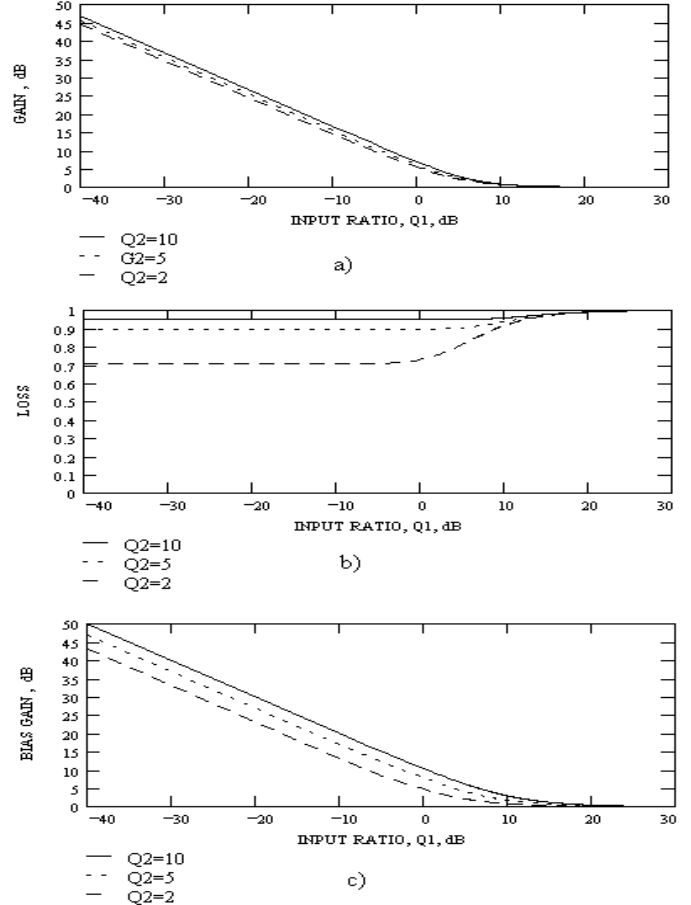 50
45
40
35
30
25
20
15
10
5
0
GAIN , dB
−40 −30 −20 −10 0 10 20 30
INPUT RATIO, Q1, dB
Q2=10
G2=5
Q2=2
a)
1
0.9
0.8
0.7
0.6
0.5
0.4
0.3
0.2
0.1
0
LOSS
−40 −30 −20 −10 0 10 20 30
INPUT RATIO, Q1, dB
Q2=10
Q2=5
Q2=2
b)
50
45
40
35
30
25
20
15
10
5
0
BIAS GAIN , dB
−40 −30 −20 −10 0 10 20 30
INPUT RATIO, Q1, dB
Q2=10
Q2=5
Q2=2
c)